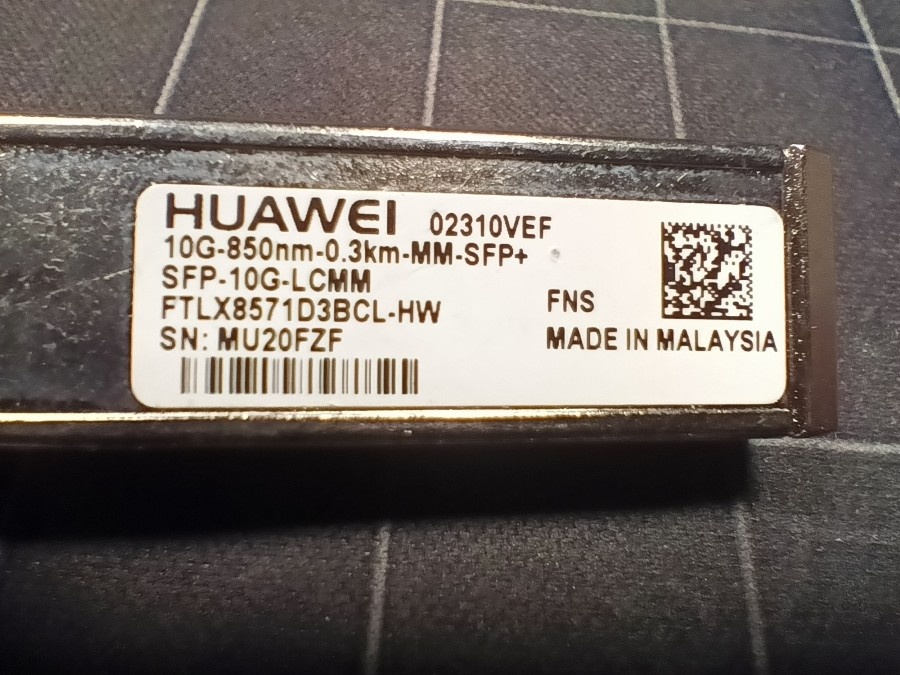 HUAWEI 02310VEF
10G-850nm-0.3km-MM-SFP+
SFP-10G-LCMM
FTLX8571D3BCL-HW FNS
SN: MU20FZF MADE IN MALAYSIA